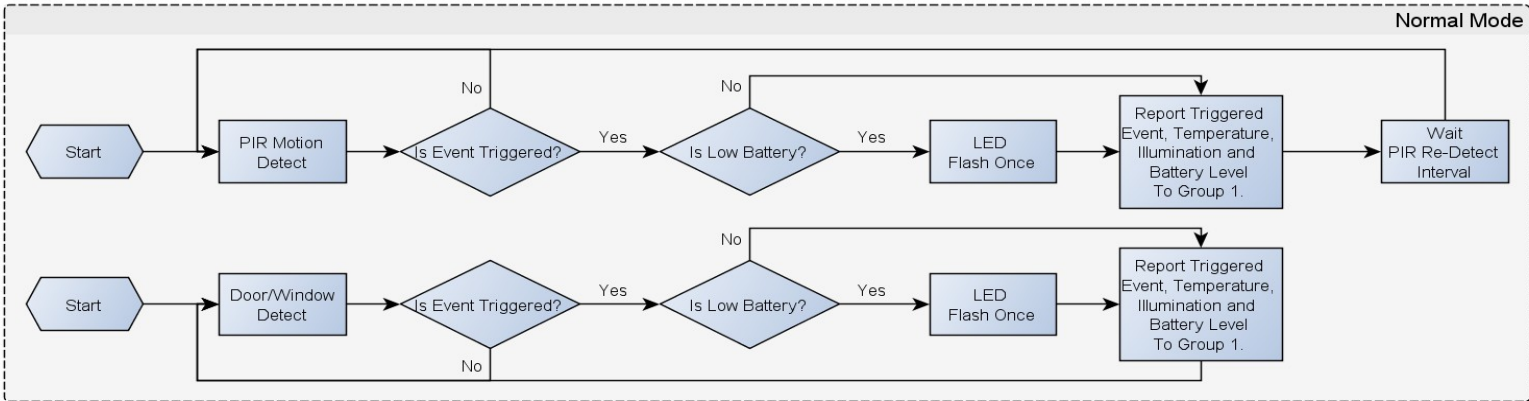 Normal Mode
No
No
Start
PIR Motion
Detect
Is Event Triggered?
Yes
Is Low Battery?
Yes
LED
Flash Once
Report Triggered
Event, Temperature,
Illumination and
Battery Level
To Group 1.
Wait
PIR Re-Detect
Interval
No
Start
Door/Window
Detect
Is Event Triggered?
Yes
Is Low Battery?
Yes
LED
Flash Once
Report Triggered
Event, Temperature,
Illumination and
Battery Level
To Group 1.
No